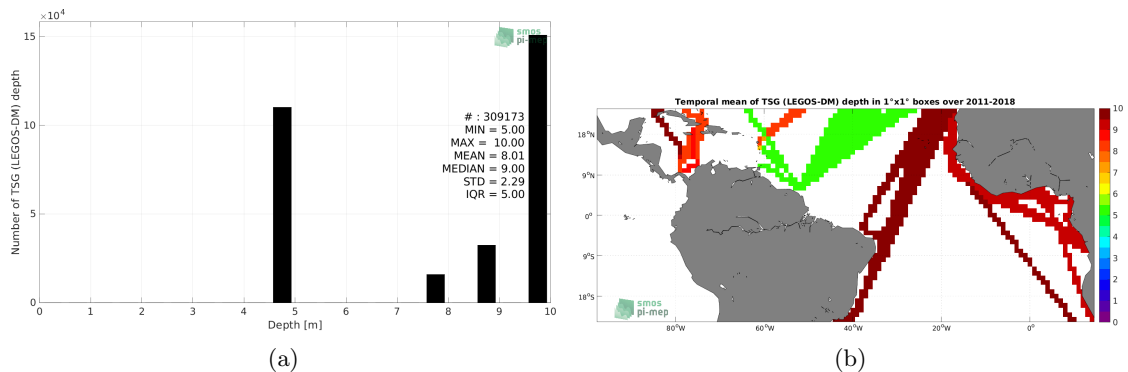 ×10⁴
15
10
5
0
Number of TSG (LEGOS-DM) depth
smos
pi-mep
# : 309173
MIN = 5.00
MAX = 10.00
MEAN = 8.01
MEDIAN = 9.00
STD = 2.29
IQR = 5.00
0 1 2 3 4 5 6 7 8 9 10
Depth [m]
(a)
Temporal mean of TSG (LEGOS-DM) depth in 1°x1° boxes over 2011-2018
18°N
9°N
0°
9°S
18°S
80°W 60°W 40°W 20°W 0°
smos
pi-mep
10
9
8
7
6
5
4
3
2
1
0
(b)